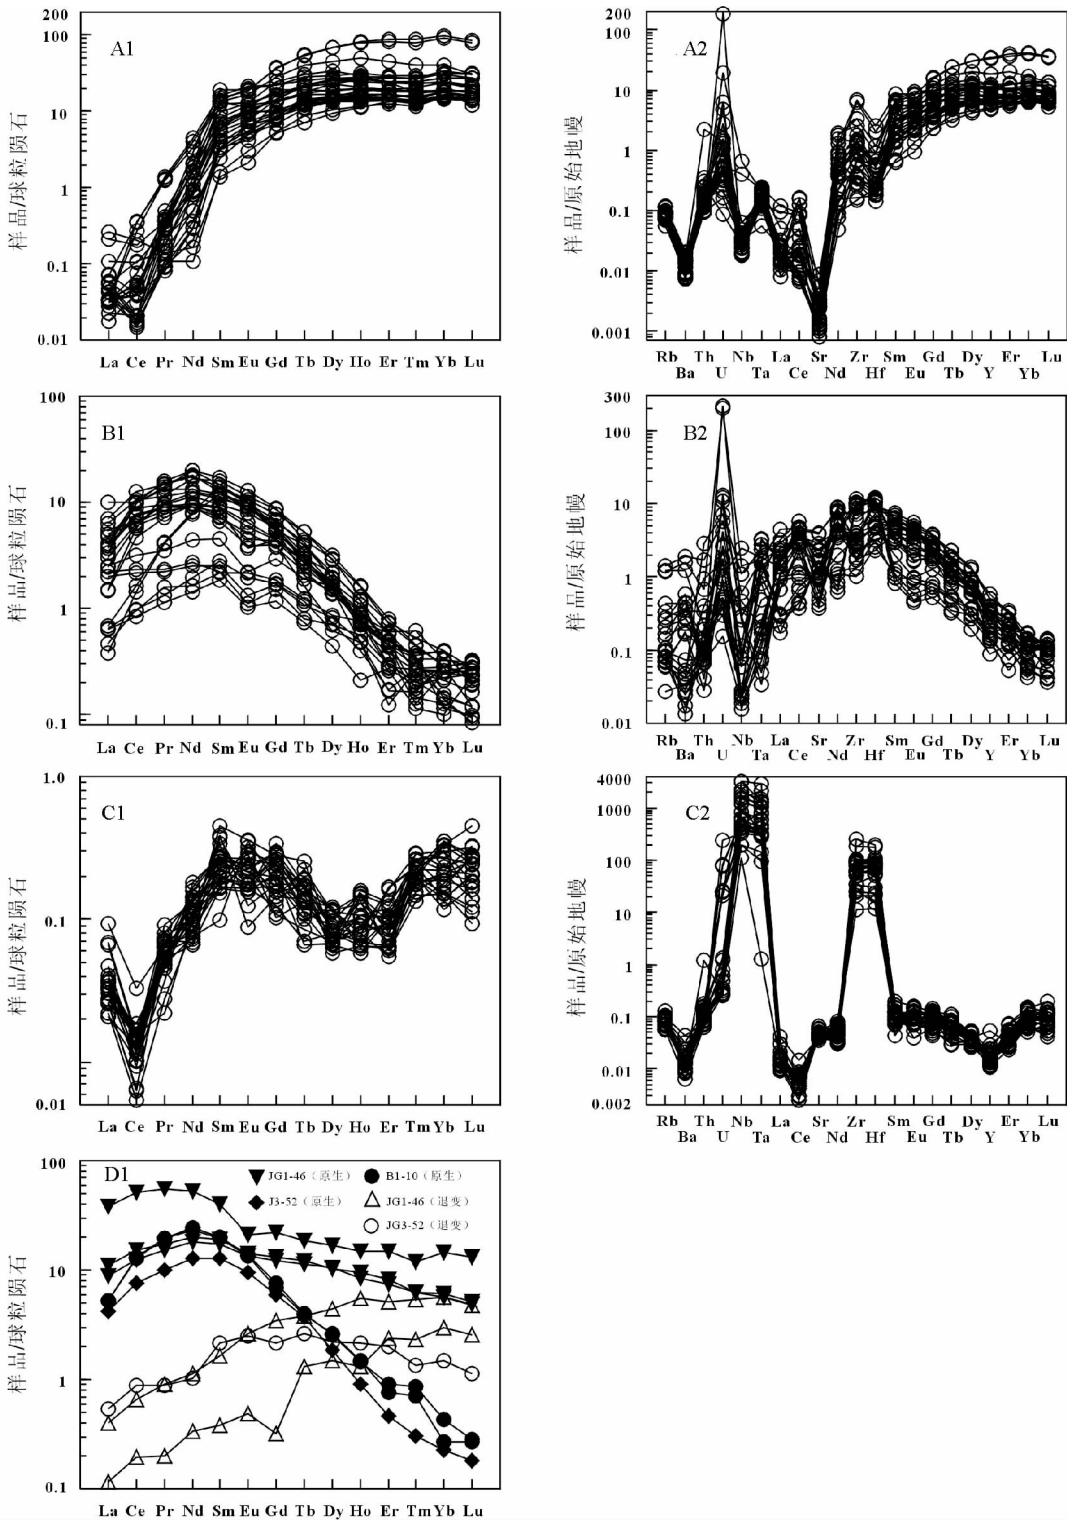 A1
200
100
10
1
0.1
0.01
样品/球粒陨石
La Ce Pr Nd Sm Eu Gd Tb Dy Ho Er Tm Yb Lu
A2
200
100
10
1
0.1
0.01
0.001
样品/原始地幔
Rb Th Nb La Sr Zr Sm Gd Dy Er Lu
Ba U Ta Ce Nd Hf Eu Tb Y Yb
B1
100
10
1
0.1
样品/球粒陨石
La Ce Pr Nd Sm Eu Gd Tb Dy Ho Er Tm Yb Lu
B2
300
100
10
1
0.1
0.01
样品/原始地幔
Rb Th Nb La Sr Zr Sm Gd Dy Er Lu
Ba U Ta Ce Nd Hf Eu Tb Y Yb
C1
1.0
0.1
0.01
样品/球粒陨石
La Ce Pr Nd Sm Eu Gd Tb Dy Ho Er Tm Yb Lu
C2
4000
1000
100
10
1
0.1
0.01
0.002
样品/原始地幔
Rb Th Nb La Sr Zr Sm Gd Dy Er Lu
Ba U Ta Ce Nd Hf Eu Tb Y Yb
D1
JG1-46（原生） B1-10（原生）
J3-52（原生） JG1-46（退变）
JG3-52（退变）
100
10
1
0.1
样品/球粒陨石
La Ce Pr Nd Sm Eu Gd Tb Dy Ho Er Tm Yb Lu